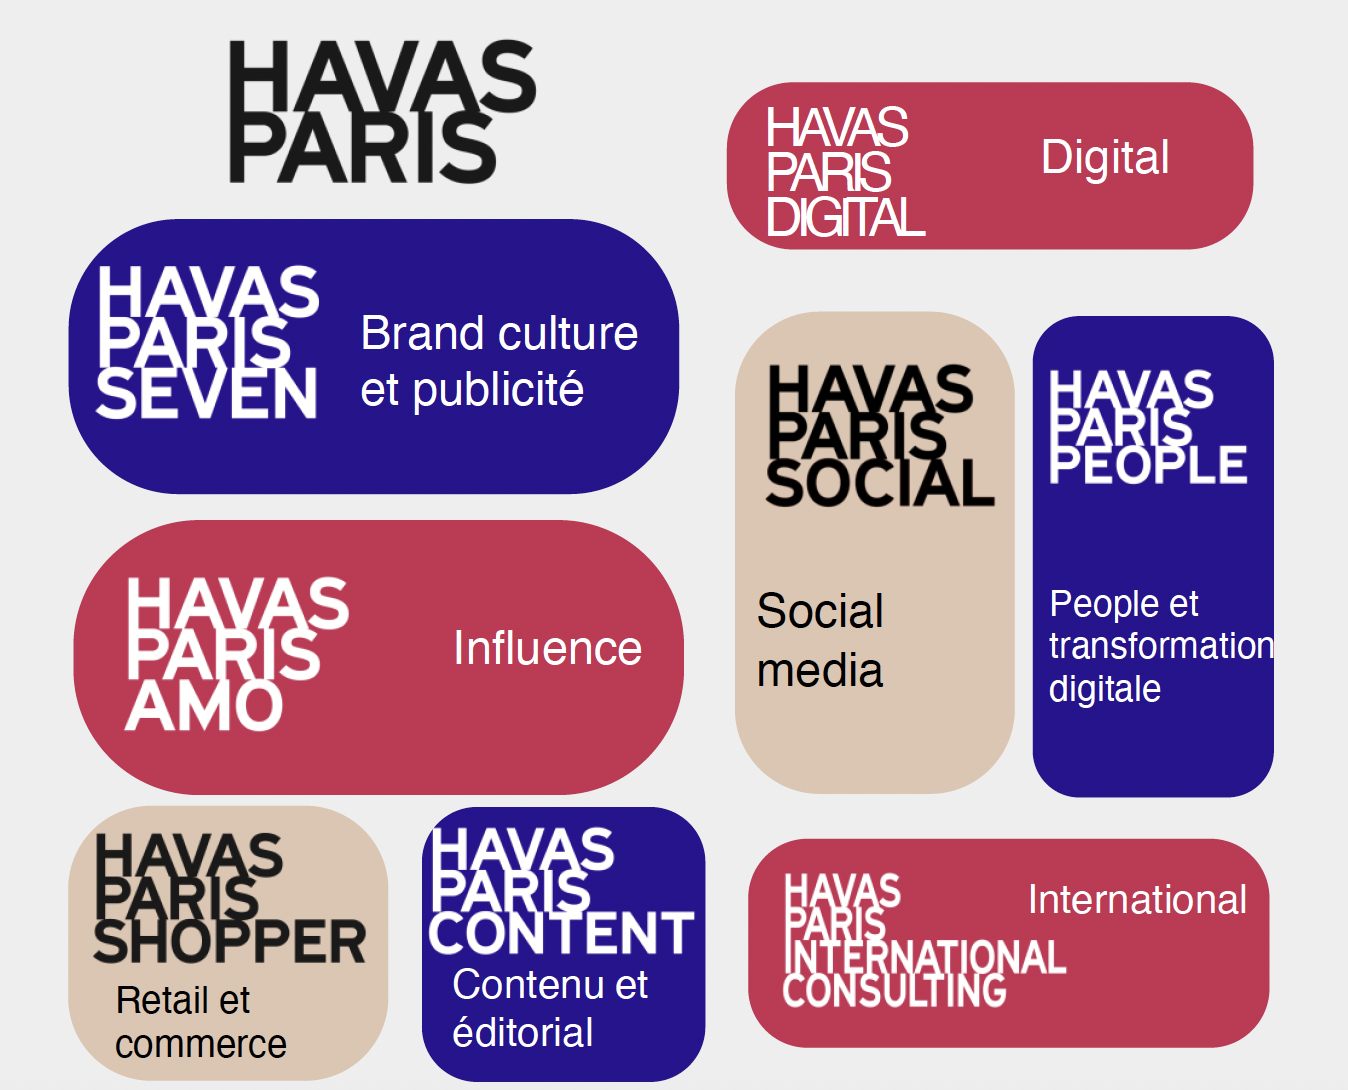 HAVAS
PARIS
HAVAS
PARIS
DIGITAL
Digital
HAVAS
PARIS
SEVEN
Brand culture
et publicité
HAVAS
PARIS
SOCIAL
Social
media
HAVAS
PARIS
PEOPLE
People et
transformation
digitale
HAVAS
PARIS
AMO
Influence
HAVAS
PARIS
SHOPPER
Retail et
commerce
HAVAS
PARIS
CONTENT
Contenu et
éditorial
HAVAS
PARIS
INTERNATIONAL
CONSULTING
International